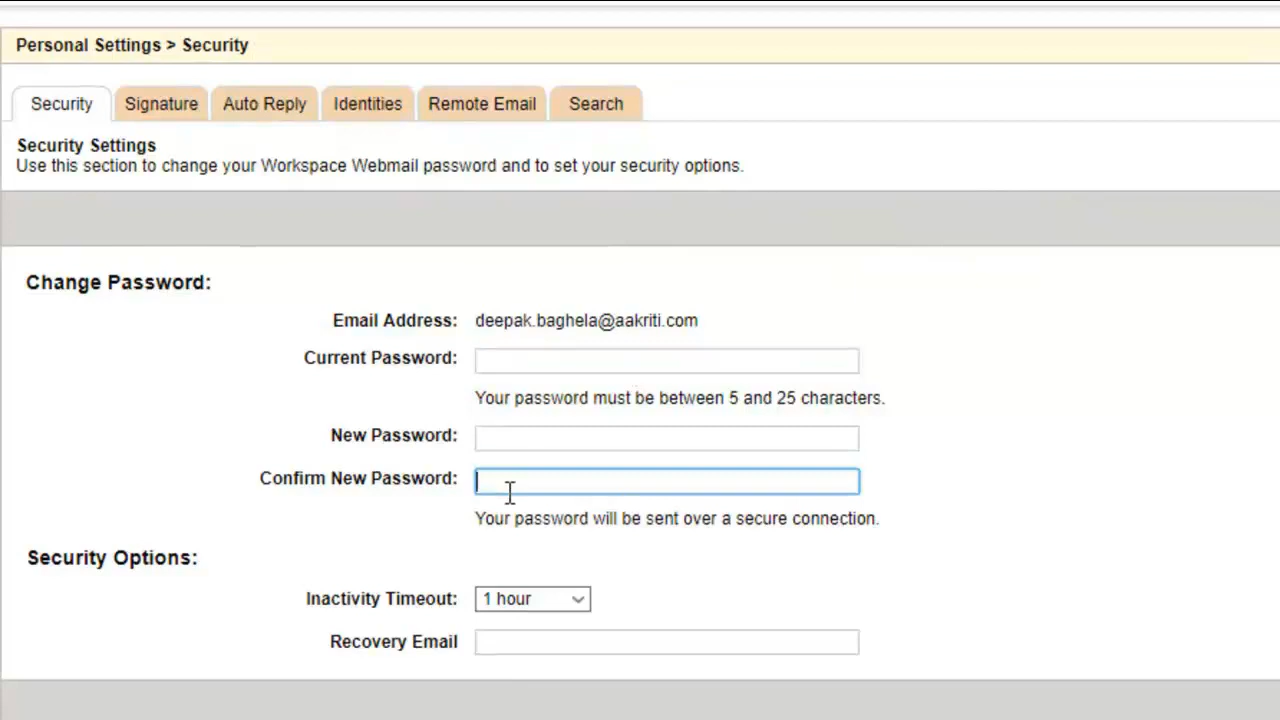 Personal Settings > Security
Security Signature Auto Reply Identities Remote Email Search
Security Settings
Use this section to change your Workspace Webmail password and to set your security options.
Change Password:
Email Address: deepak.baghela@aakriti.com
Current Password:
Your password must be between 5 and 25 characters.
New Password:
Confirm New Password:
Your password will be sent over a secure connection.
Security Options:
Inactivity Timeout: 1 hour
Recovery Email